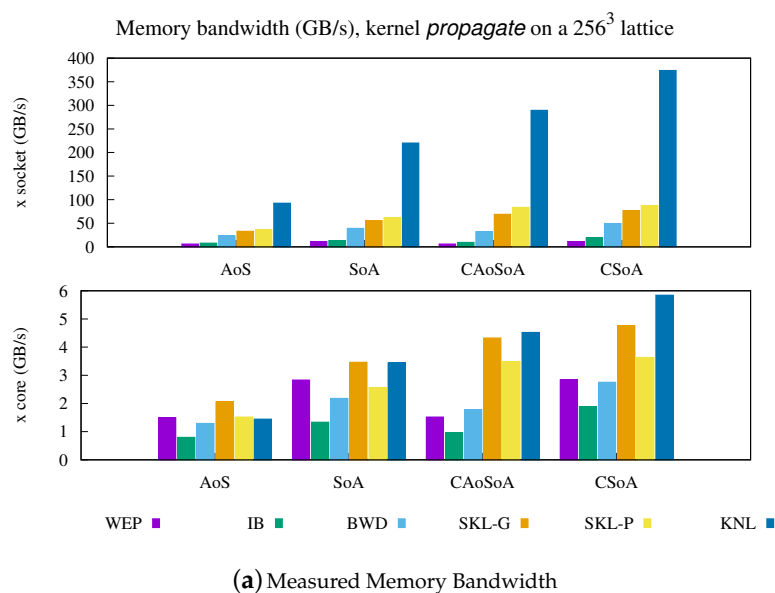 Memory bandwidth (GB/s), kernel propagate on a 256³ lattice
x socket (GB/s)
400
350
300
250
200
150
100
50
0
AoS SoA CAoSoA CSoA
x core (GB/s)
6
5
4
3
2
1
0
AoS SoA CAoSoA CSoA
WEP IB BWD SKL-G SKL-P KNL
(a) Measured Memory Bandwidth